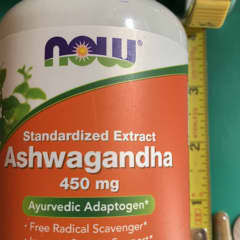 NOW
Standardized Extract
Ashwagandha
450 mg
Ayurvedic Adaptogen*
• Free Radical Scavenger*